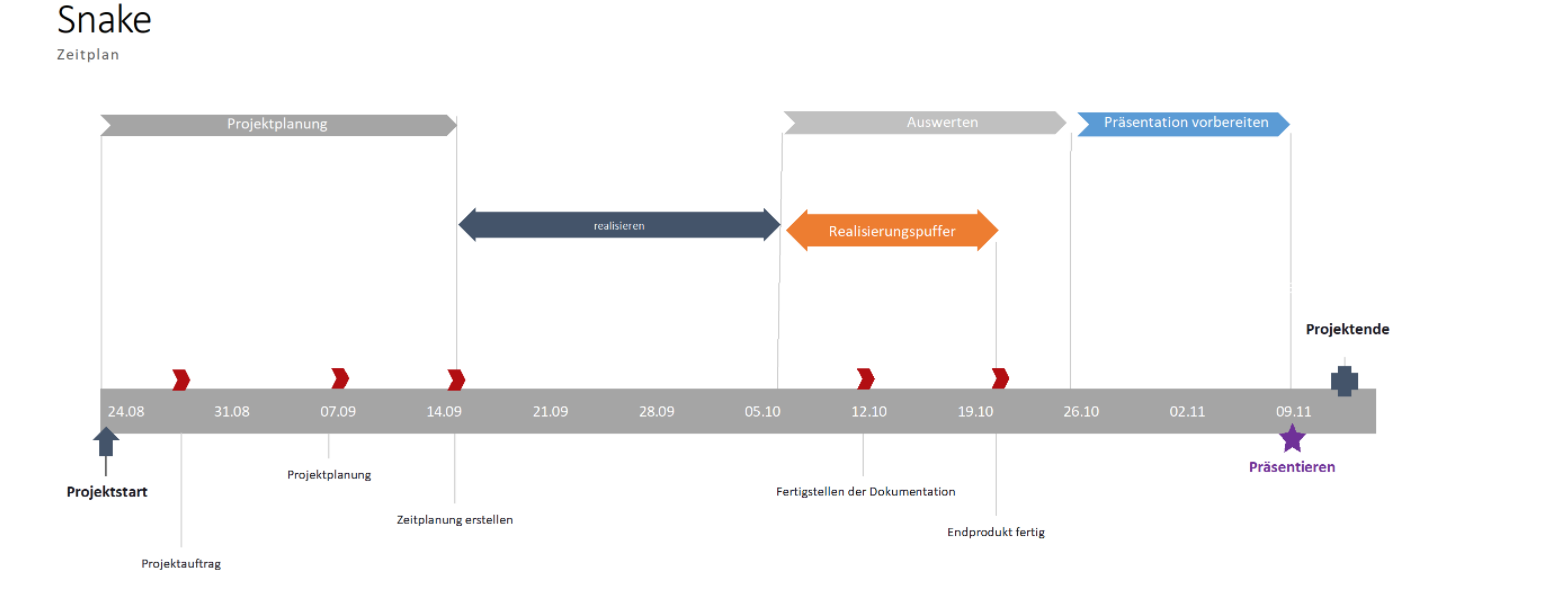 Snake
Zeitplan
Projektplanung
Auswerten
Präsentation vorbereiten
realisieren
Realisierungspuffer
Projektende
24.08
31.08
07.09
14.09
21.09
28.09
05.10
12.10
19.10
26.10
02.11
09.11
Präsentieren
Projektplanung
Projektstart
Fertigstellen der Dokumentation
Zeitplanung erstellen
Endprodukt fertig
Projektauftrag